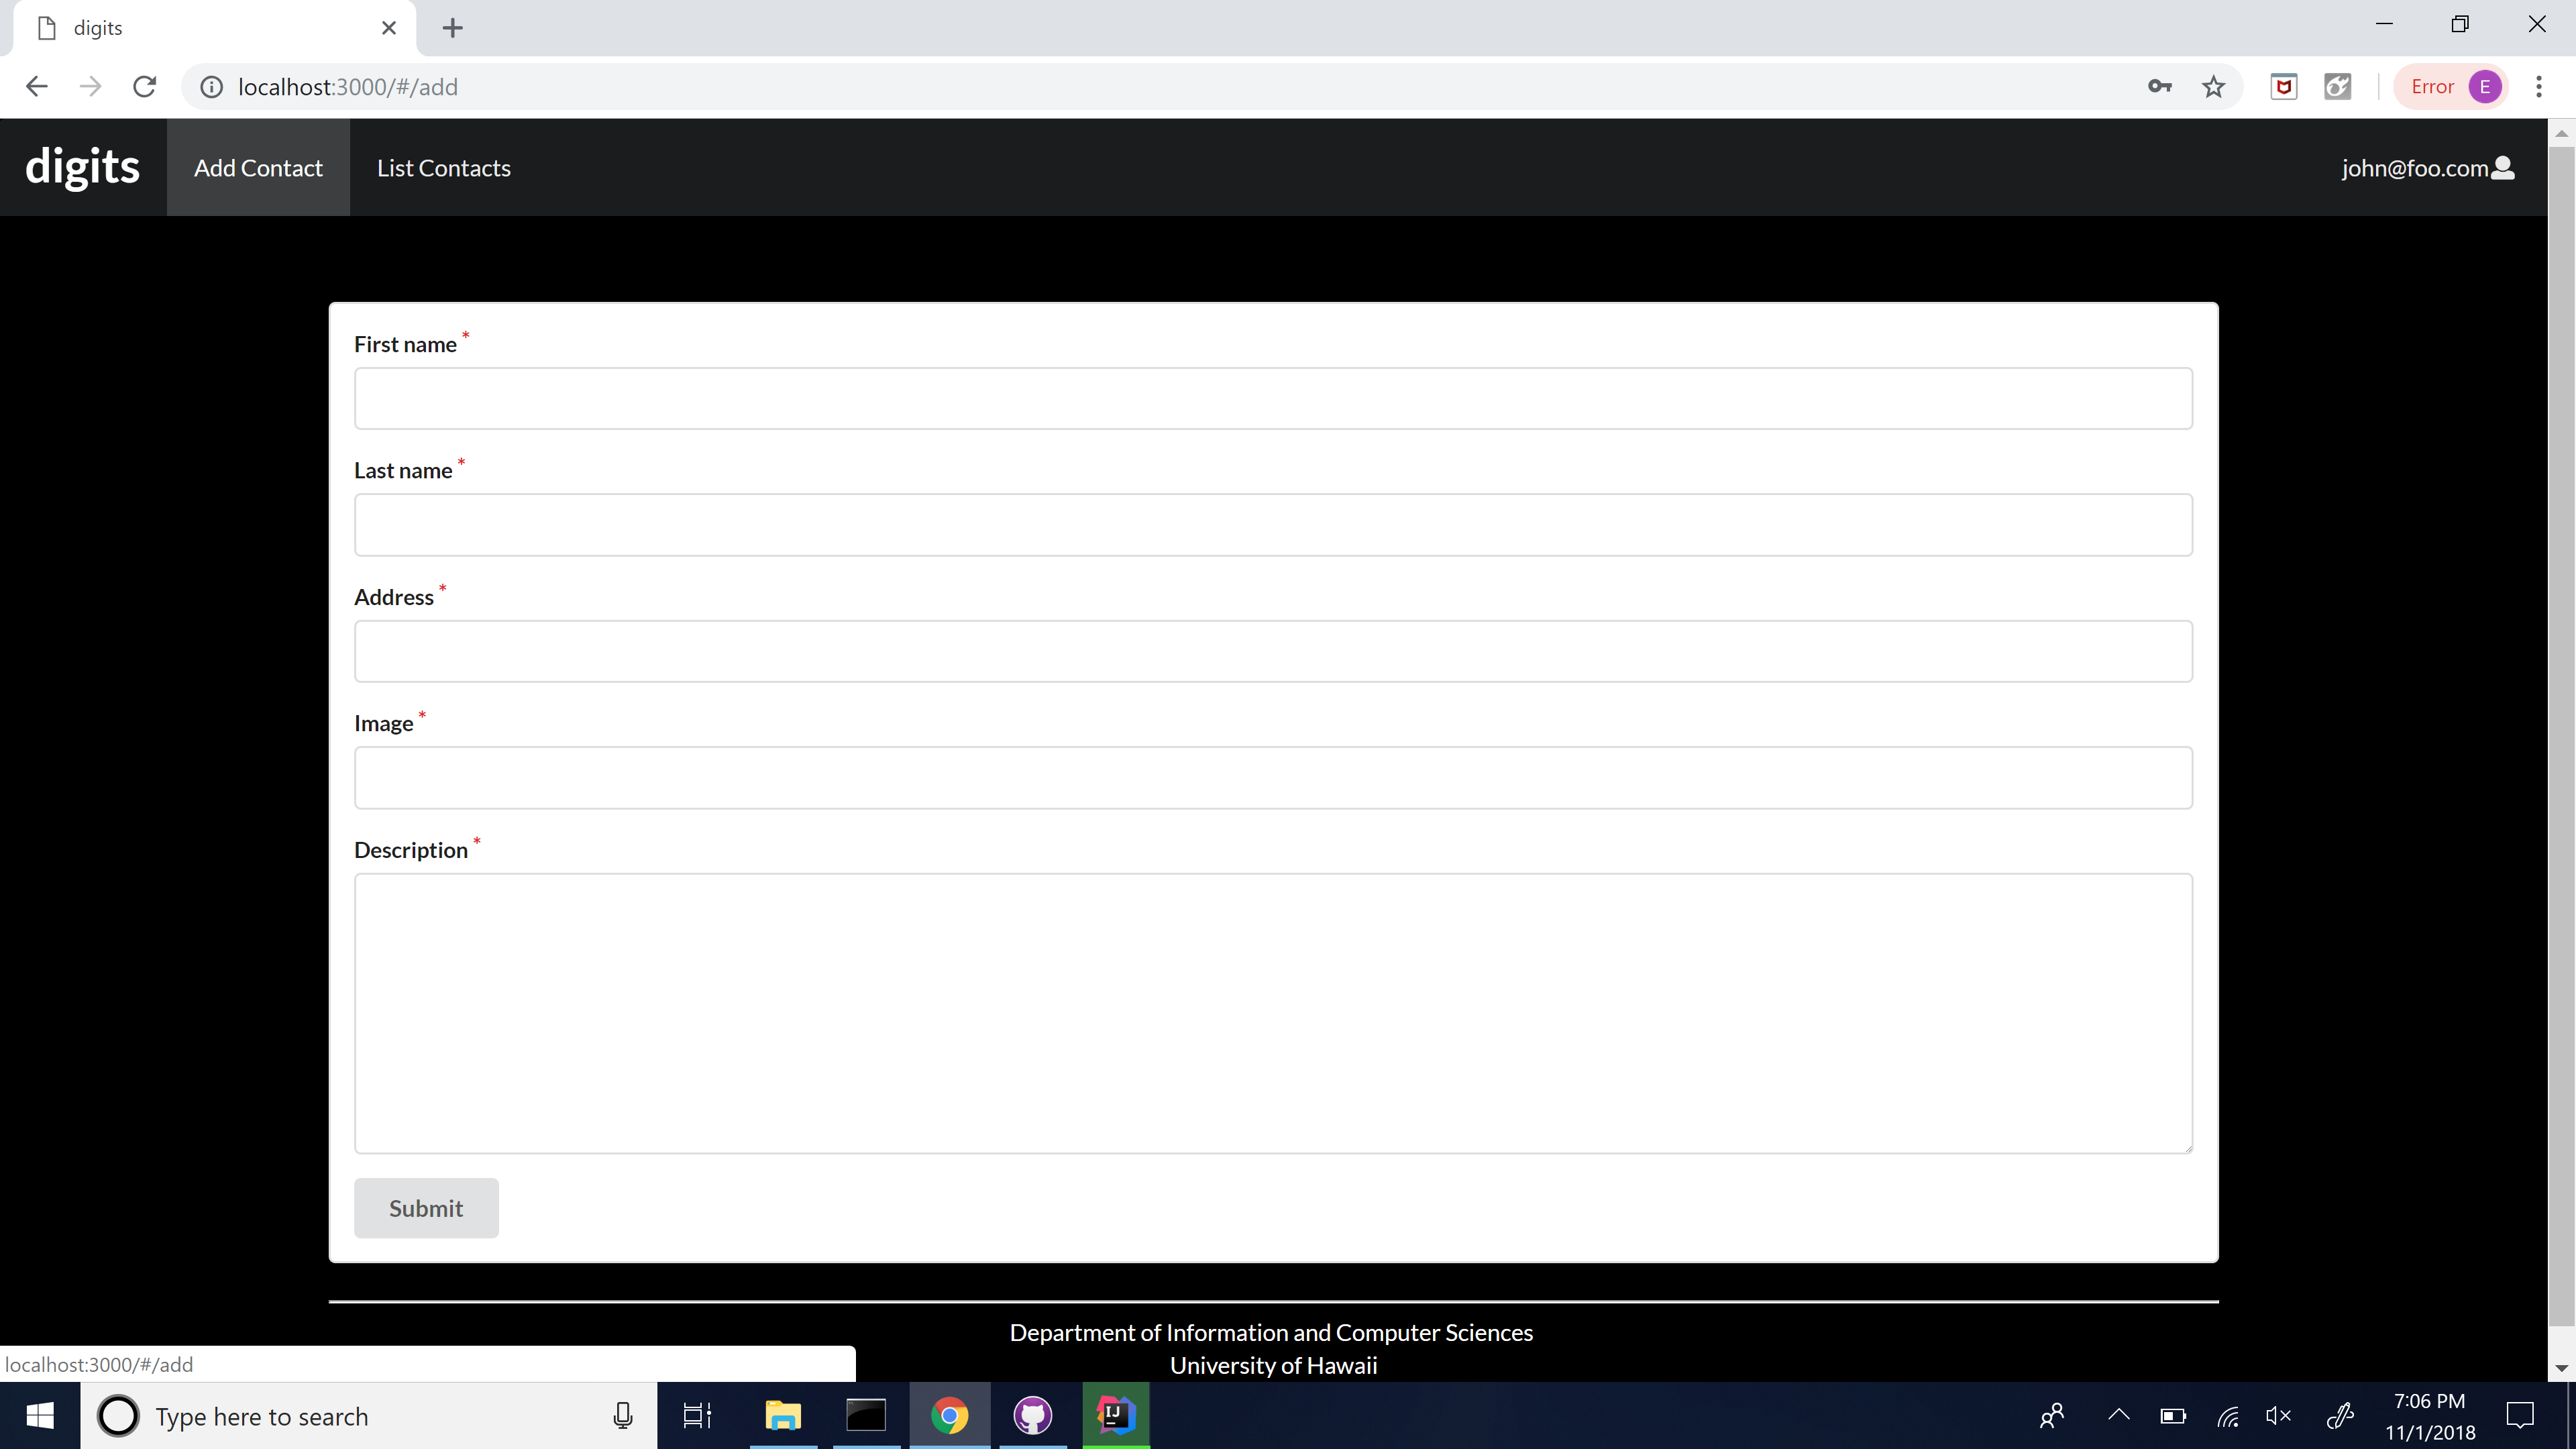 digits
localhost:3000/#/add
Error E
digits Add Contact List Contacts john@foo.com
First name *
Last name *
Address *
Image *
Description *
Submit
Department of Information and Computer Sciences
University of Hawaii
localhost:3000/#/add
Type here to search
IJ
7:06 PM
11/1/2018